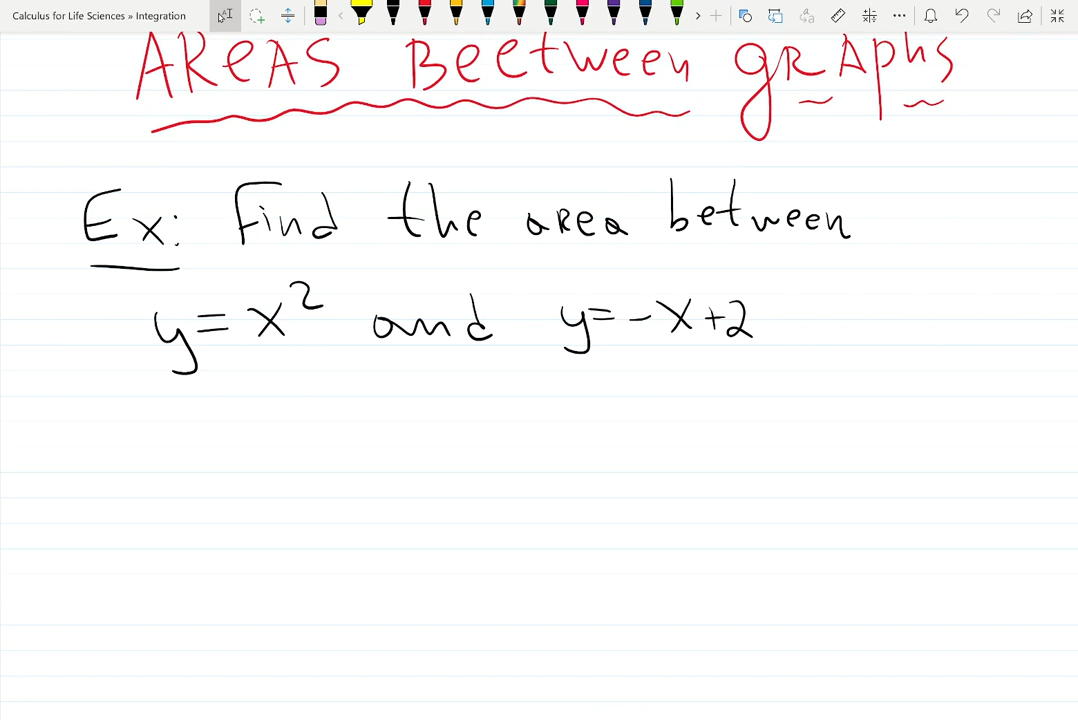 Calculus for Life Sciences » Integration
AReAS Beetween gRAphs
Ex: Find the area between
y = x² and y = -x+2